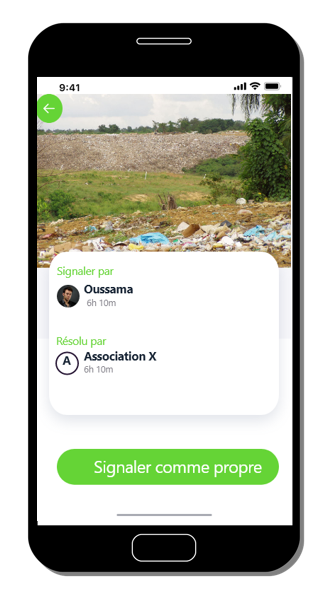 9:41
Signaler par
Oussama
6h 10m
Résolu par
A
Association X
6h 10m
Signaler comme propre